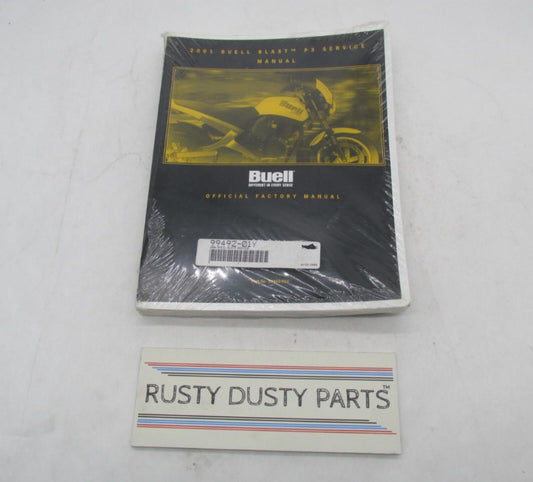 2001 BUELL BLAST™ P3 SERVICE
MANUAL
Buell
Buell
DIFFERENT IN EVERY SENSE
OFFICIAL FACTORY MANUAL
99492-01Y
RUSTY DUSTY PARTS™